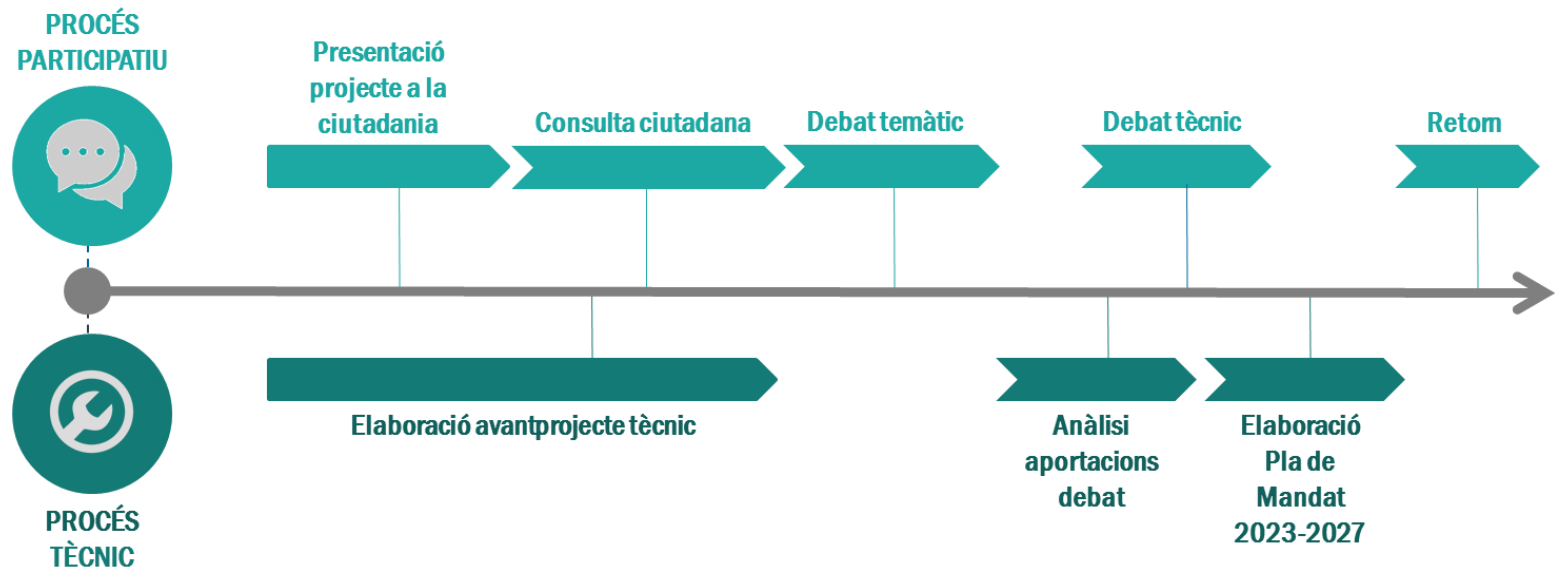 PROCÉS
PARTICIPATIU
Presentació
projecte a la
ciutadania
Consulta ciutadana
Debat temàtic
Debat tècnic
Retorn
Elaboració avantprojecte tècnic
Anàlisi
aportacions
debat
Elaboració
Pla de
Mandat
2023-2027
PROCÉS
TÈCNIC